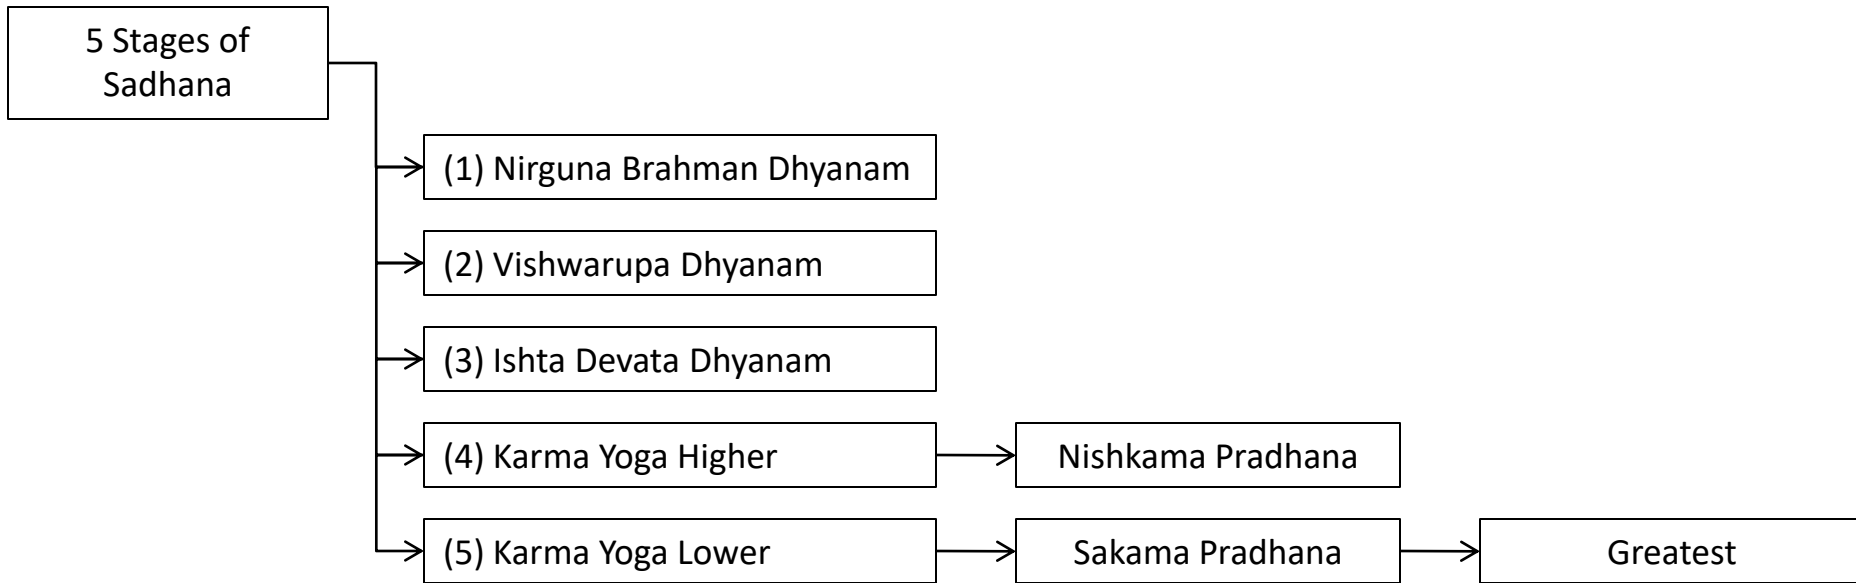 5 Stages of
Sadhana
(1) Nirguna Brahman Dhyanam
(2) Vishwarupa Dhyanam
(3) Ishta Devata Dhyanam
(4) Karma Yoga Higher
Nishkama Pradhana
(5) Karma Yoga Lower
Sakama Pradhana
Greatest